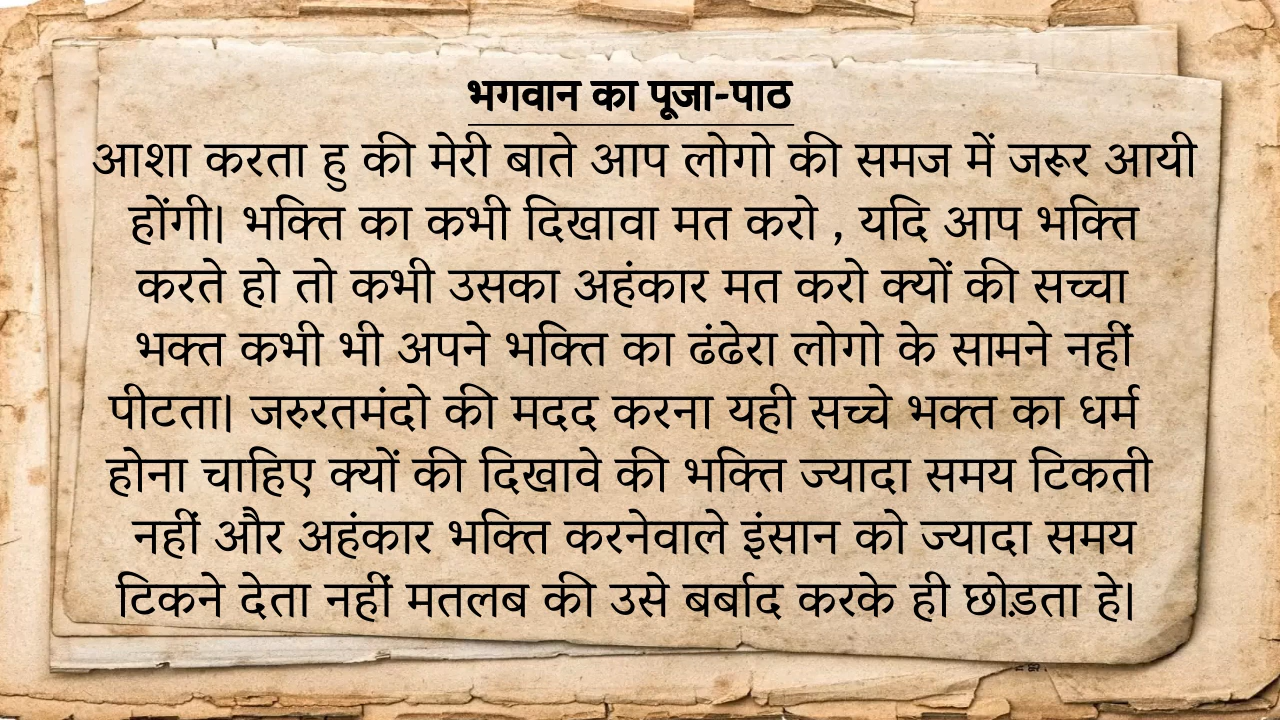 भगवान का पूजा-पाठ
आशा करता हु की मेरी बाते आप लोगो की समज में जरूर आयी
होंगी| भक्ति का कभी दिखावा मत करो , यदि आप भक्ति
करते हो तो कभी उसका अहंकार मत करो क्यों की सच्चा
भक्त कभी भी अपने भक्ति का ढंढेरा लोगो के सामने नहीं
पीटता| जरुरतमंदो की मदद करना यही सच्चे भक्त का धर्म
होना चाहिए क्यों की दिखावे की भक्ति ज्यादा समय टिकती
नहीं और अहंकार भक्ति करनेवाले इंसान को ज्यादा समय
टिकने देता नहीं मतलब की उसे बर्बाद करके ही छोड़ता हे|